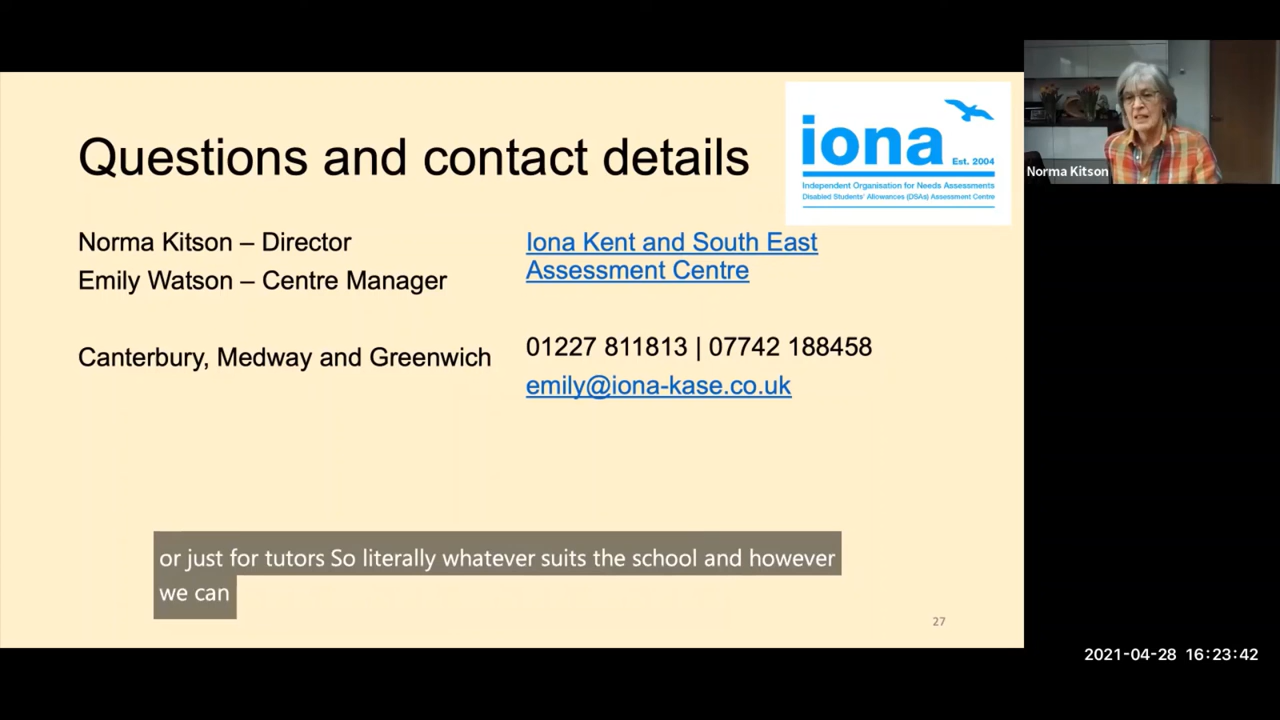 Questions and contact details
iona
Est. 2004
Independent Organisation for Needs Assessments
Disabled Students' Allowances (DSAs) Assessment Centre
Norma Kitson – Director
Emily Watson – Centre Manager
Canterbury, Medway and Greenwich
Iona Kent and South East
Assessment Centre
01227 811813 | 07742 188458
emily@iona-kase.co.uk
or just for tutors So literally whatever suits the school and however
we can
27
Norma Kitson
2021-04-28 16:23:42